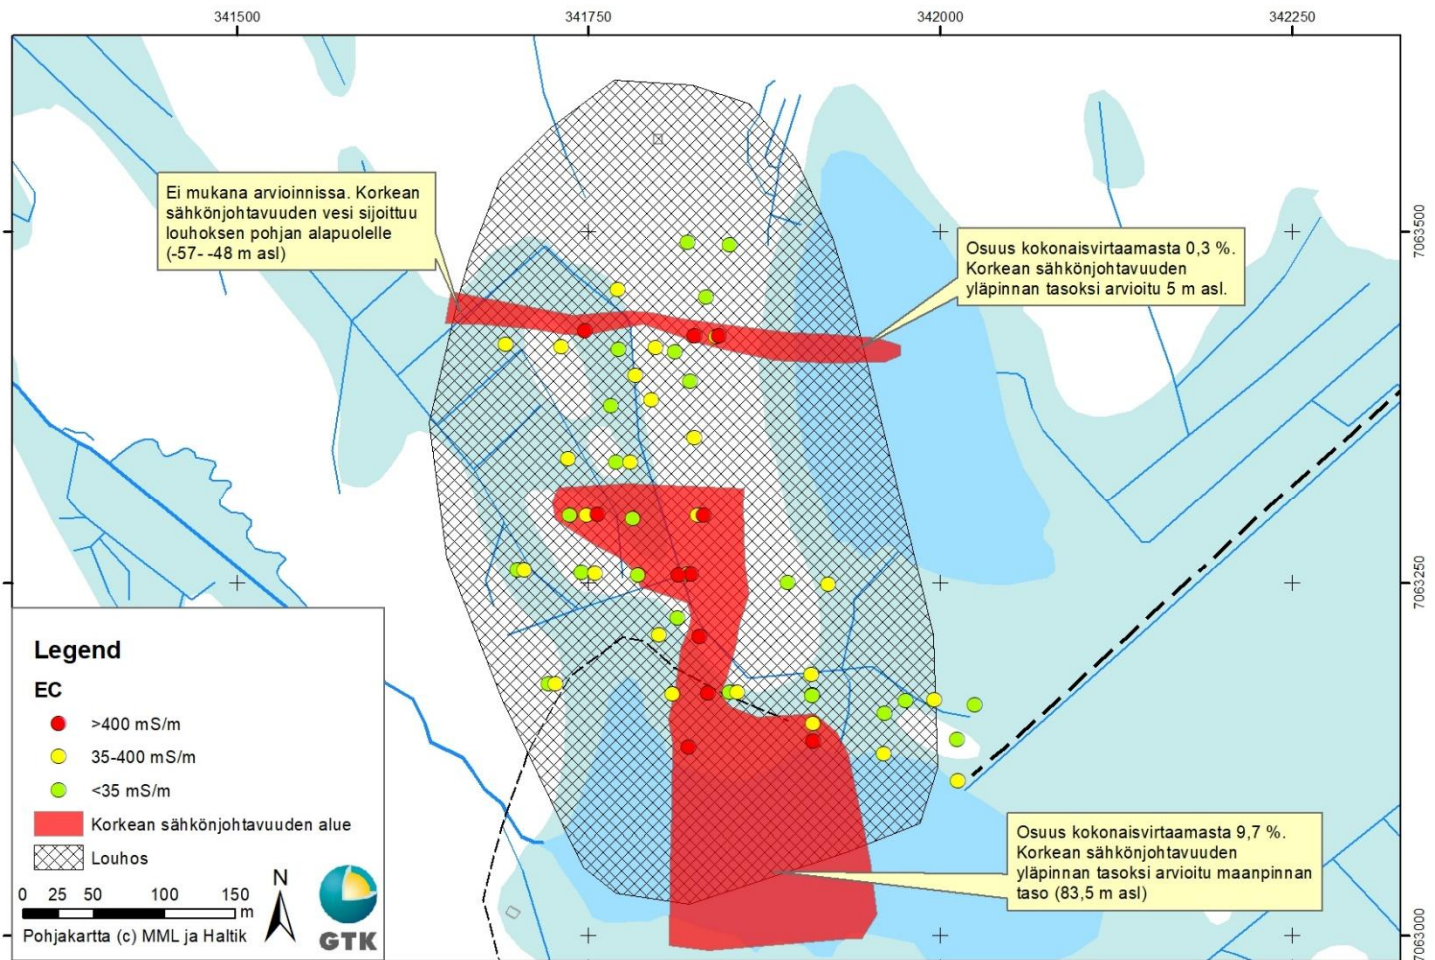 341500
341750
342000
342250
Ei mukana arvioinnissa. Korkean
sähkönjohtavuuden vesi sijoittuu
louhoksen pohjan alapuolelle
(-57- -48 m asl)
7063500
Osuus kokonaisvirtaamasta 0,3 %.
Korkean sähkönjohtavuuden
yläpinnan tasoksi arvioitu 5 m asl.
7063250
Legend
EC
>400 mS/m
35-400 mS/m
<35 mS/m
Korkean sähkönjohtavuuden alue
Louhos
Osuus kokonaisvirtaamasta 9,7 %.
Korkean sähkönjohtavuuden
yläpinnan tasoksi arvioitu maanpinnan
taso (83,5 m asl)
N
0 25 50 100 150
m
Pohjakartta (c) MML ja Haltik
GTK
7063000